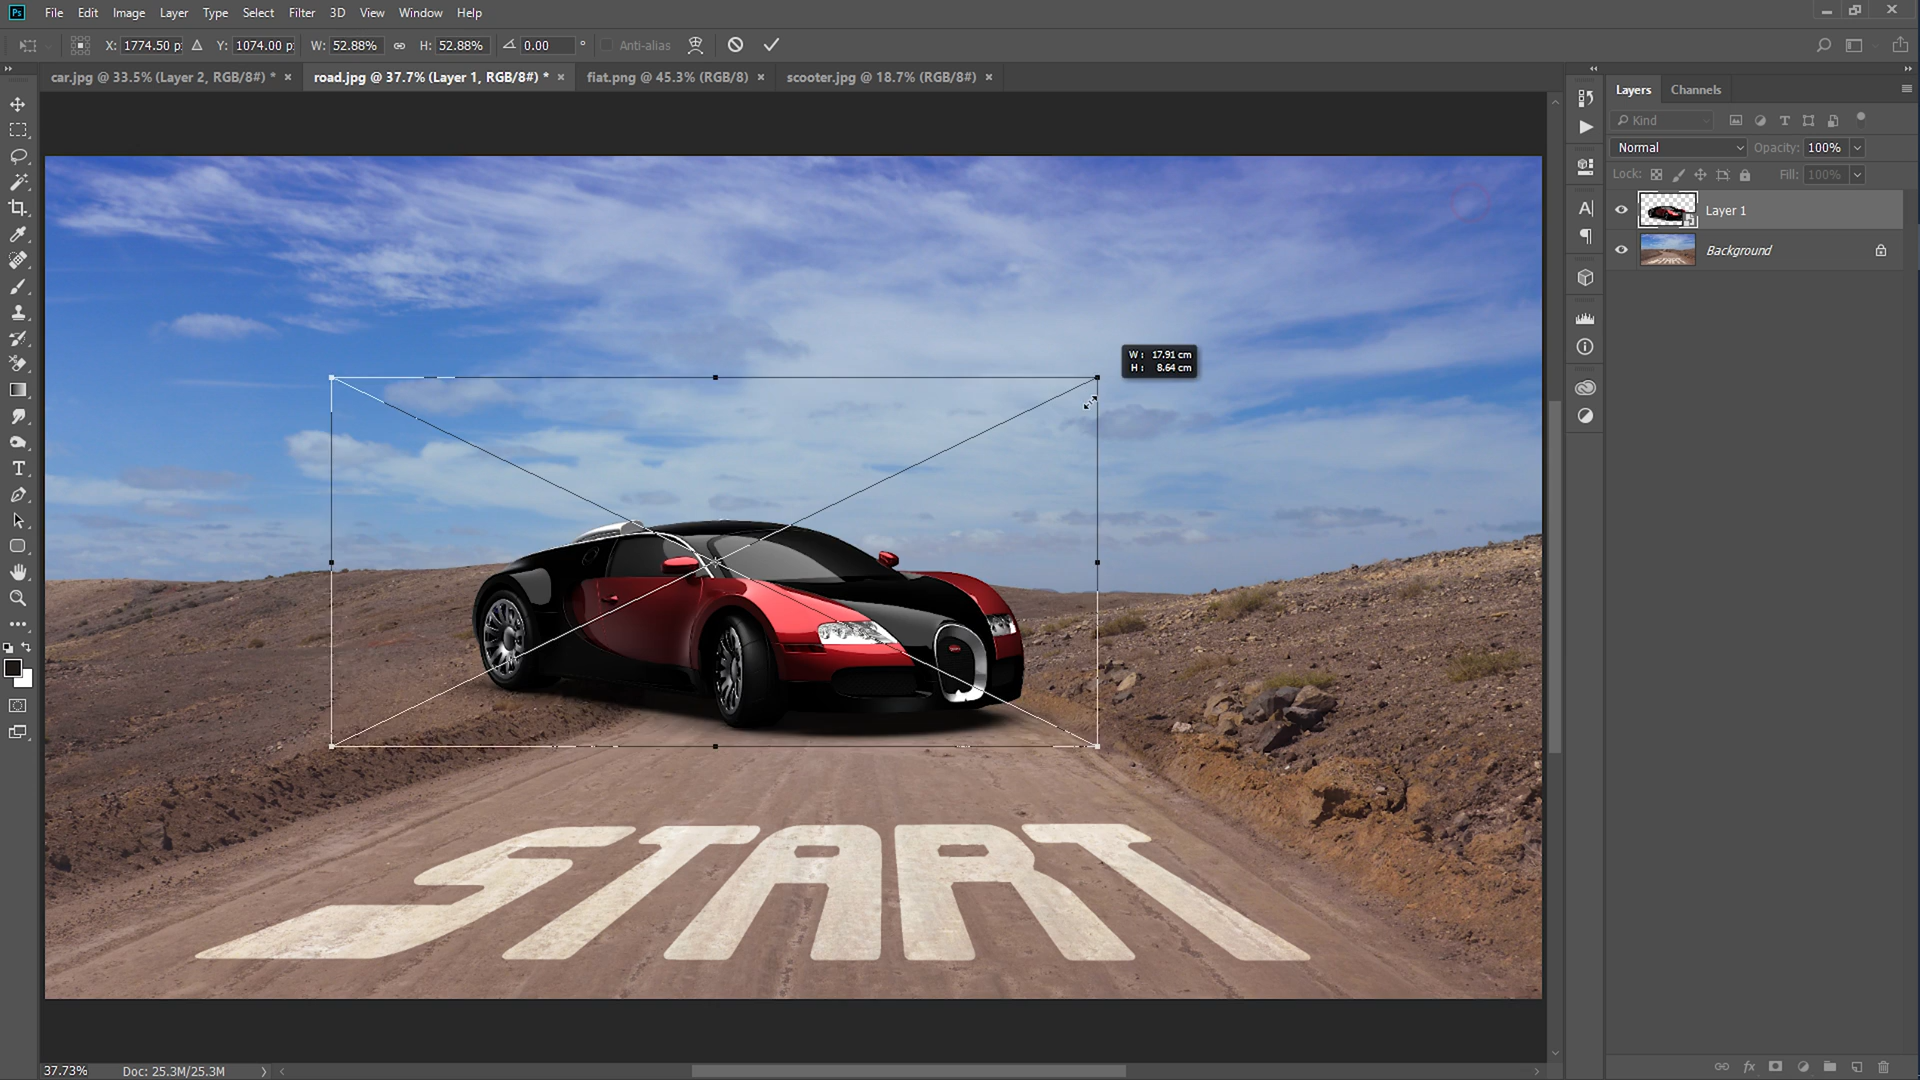 Ps File Edit Image Layer Type Select Filter 3D View Window Help
X: 1774.50 p Y: 1074.00 p W: 52.88% H: 52.88% 0.00 ° Anti-alias
car.jpg @ 33.5% (Layer 2, RGB/8#) * × road.jpg @ 37.7% (Layer 1, RGB/8#) * × fiat.png @ 45.3% (RGB/8) × scooter.jpg @ 18.7% (RGB/8#) ×
Layers Channels
Kind
Normal Opacity: 100%
Lock: Fill: 100%
Layer 1
Background
W : 17.91 cm
H : 8.64 cm
START
37.73% Doc: 25.3M/25.3M